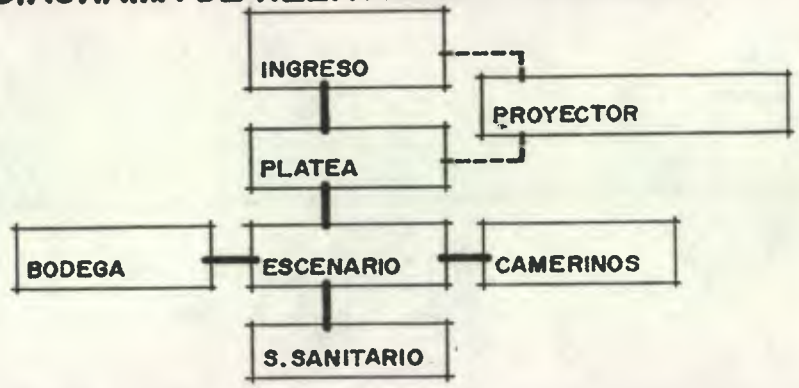 INGRESO
PROYECTOR
PLATEA
BODEGA
ESCENARIO
CAMERINOS
S. SANITARIO